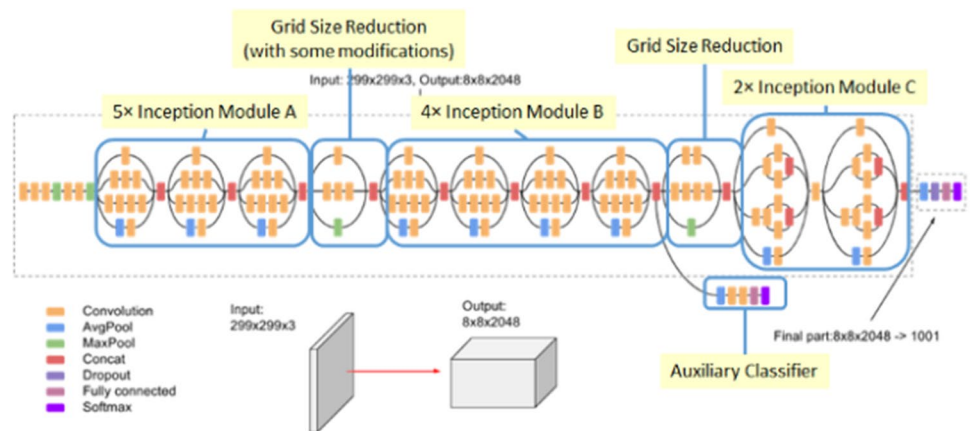 Grid Size Reduction
(with some modifications)
Grid Size Reduction
Input: 299x299x3, Output:8x8x2048
5× Inception Module A
4× Inception Module B
2× Inception Module C
Convolution
AvgPool
MaxPool
Concat
Dropout
Fully connected
Softmax
Input:
299x299x3
Output:
8x8x2048
Final part:8x8x2048 -> 1001
Auxiliary Classifier